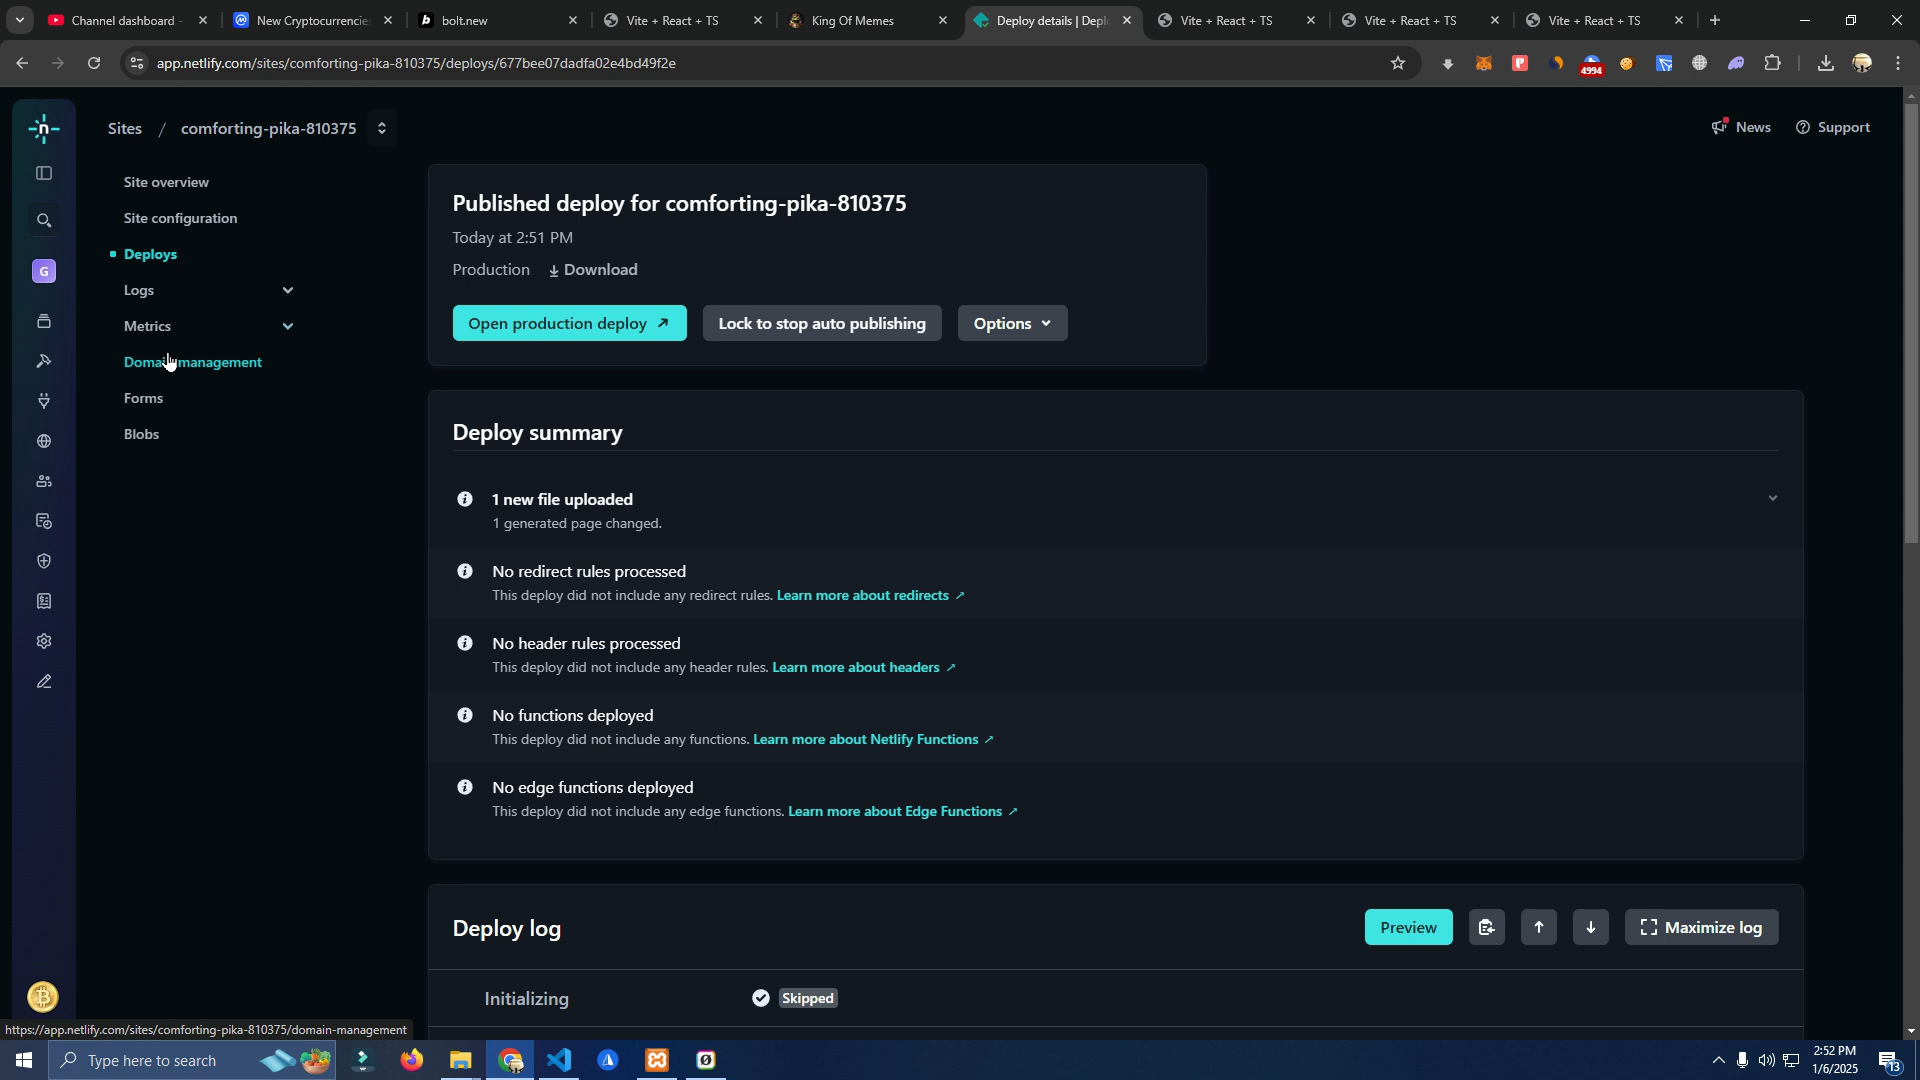 Channel dashboard -
New Cryptocurrencie
bolt.new
Vite + React + TS
King Of Memes
Deploy details | Depl
Vite + React + TS
Vite + React + TS
Vite + React + TS
app.netlify.com/sites/comforting-pika-810375/deploys/677bee07dadfa02e4bd49f2e
4994
Sites / comforting-pika-810375
News
Support
Site overview
Site configuration
Deploys
Logs
Metrics
Domain management
Forms
Blobs
G
Published deploy for comforting-pika-810375
Today at 2:51 PM
Production
Download
Open production deploy
Lock to stop auto publishing
Options
Deploy summary
1 new file uploaded
1 generated page changed.
No redirect rules processed
This deploy did not include any redirect rules. Learn more about redirects
No header rules processed
This deploy did not include any header rules. Learn more about headers
No functions deployed
This deploy did not include any functions. Learn more about Netlify Functions
No edge functions deployed
This deploy did not include any edge functions. Learn more about Edge Functions
Deploy log
Preview
Maximize log
Initializing
Skipped
https://app.netlify.com/sites/comforting-pika-810375/domain-management
Type here to search
2:52 PM
1/6/2025
13